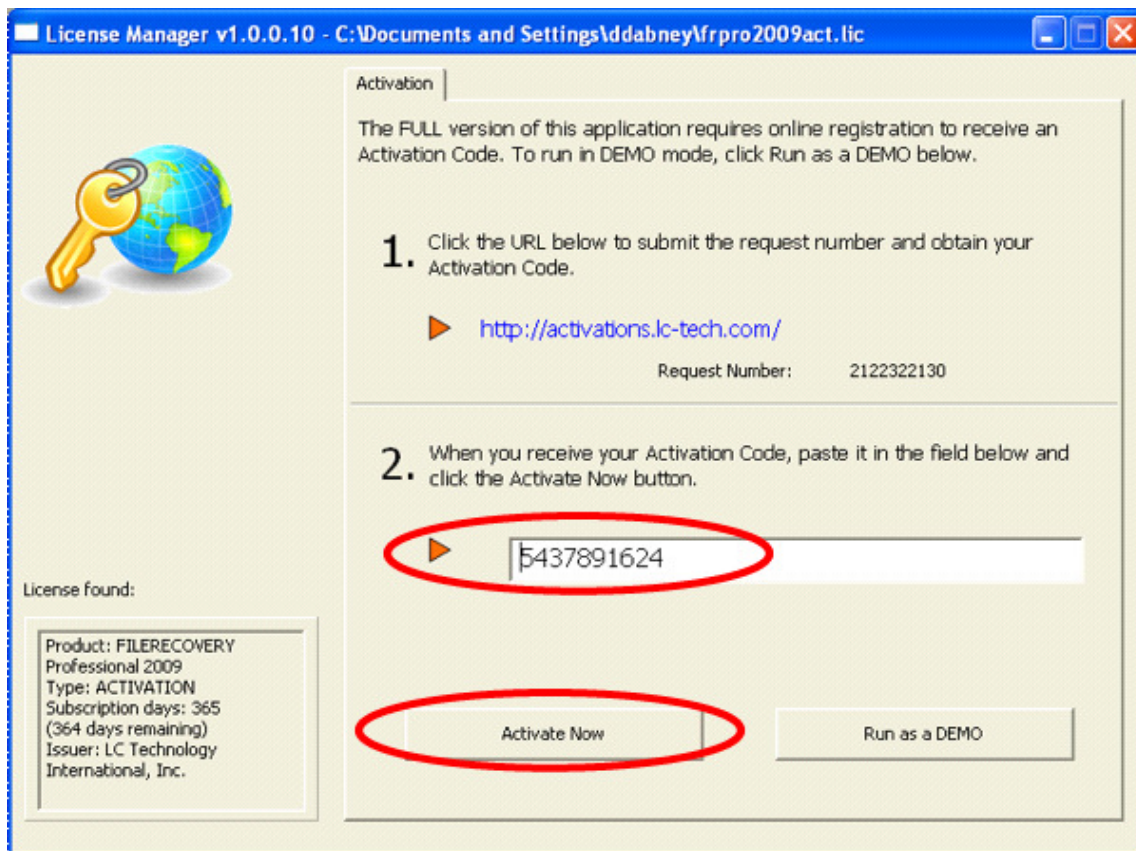 License Manager v1.0.0.10 - C:\Documents and Settings\ddabney\frpro2009act.lic
Activation
The FULL version of this application requires online registration to receive an
Activation Code. To run in DEMO mode, click Run as a DEMO below.
1. Click the URL below to submit the request number and obtain your
Activation Code.
http://activations.lc-tech.com/
Request Number: 2122322130
2. When you receive your Activation Code, paste it in the field below and
click the Activate Now button.
5437891624
License found:
Product: FILERECOVERY
Professional 2009
Type: ACTIVATION
Subscription days: 365
(364 days remaining)
Issuer: LC Technology
International, Inc.
Activate Now
Run as a DEMO